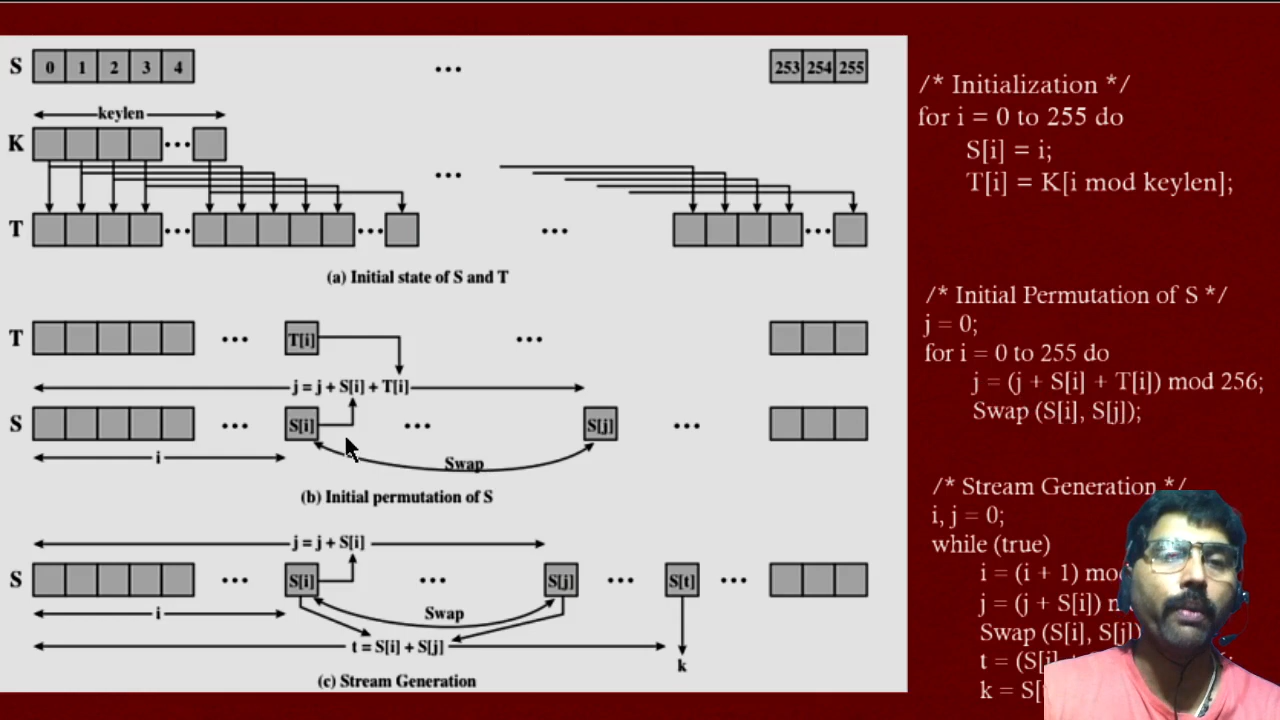 S 0 1 2 3 4 ... 253 254 255
keylen
K ...
...
T ... ... ... ...
(a) Initial state of S and T
T ... T[i] ...
j = j + S[i] + T[i]
S ... S[i] ... S[j] ...
i Swap
(b) Initial permutation of S
j = j + S[i]
S ... S[i] ... S[j] ... S[t] ...
i Swap
t = S[i] + S[j]
k
(c) Stream Generation
/* Initialization */
for i = 0 to 255 do
S[i] = i;
T[i] = K[i mod keylen];
/* Initial Permutation of S */
j = 0;
for i = 0 to 255 do
j = (j + S[i] + T[i]) mod 256;
Swap (S[i], S[j]);
/* Stream Generation */
i, j = 0;
while (true)
i = (i + 1)
j = (j + S[i])
Swap (S[i], S[j])
t = (S[i]
k =